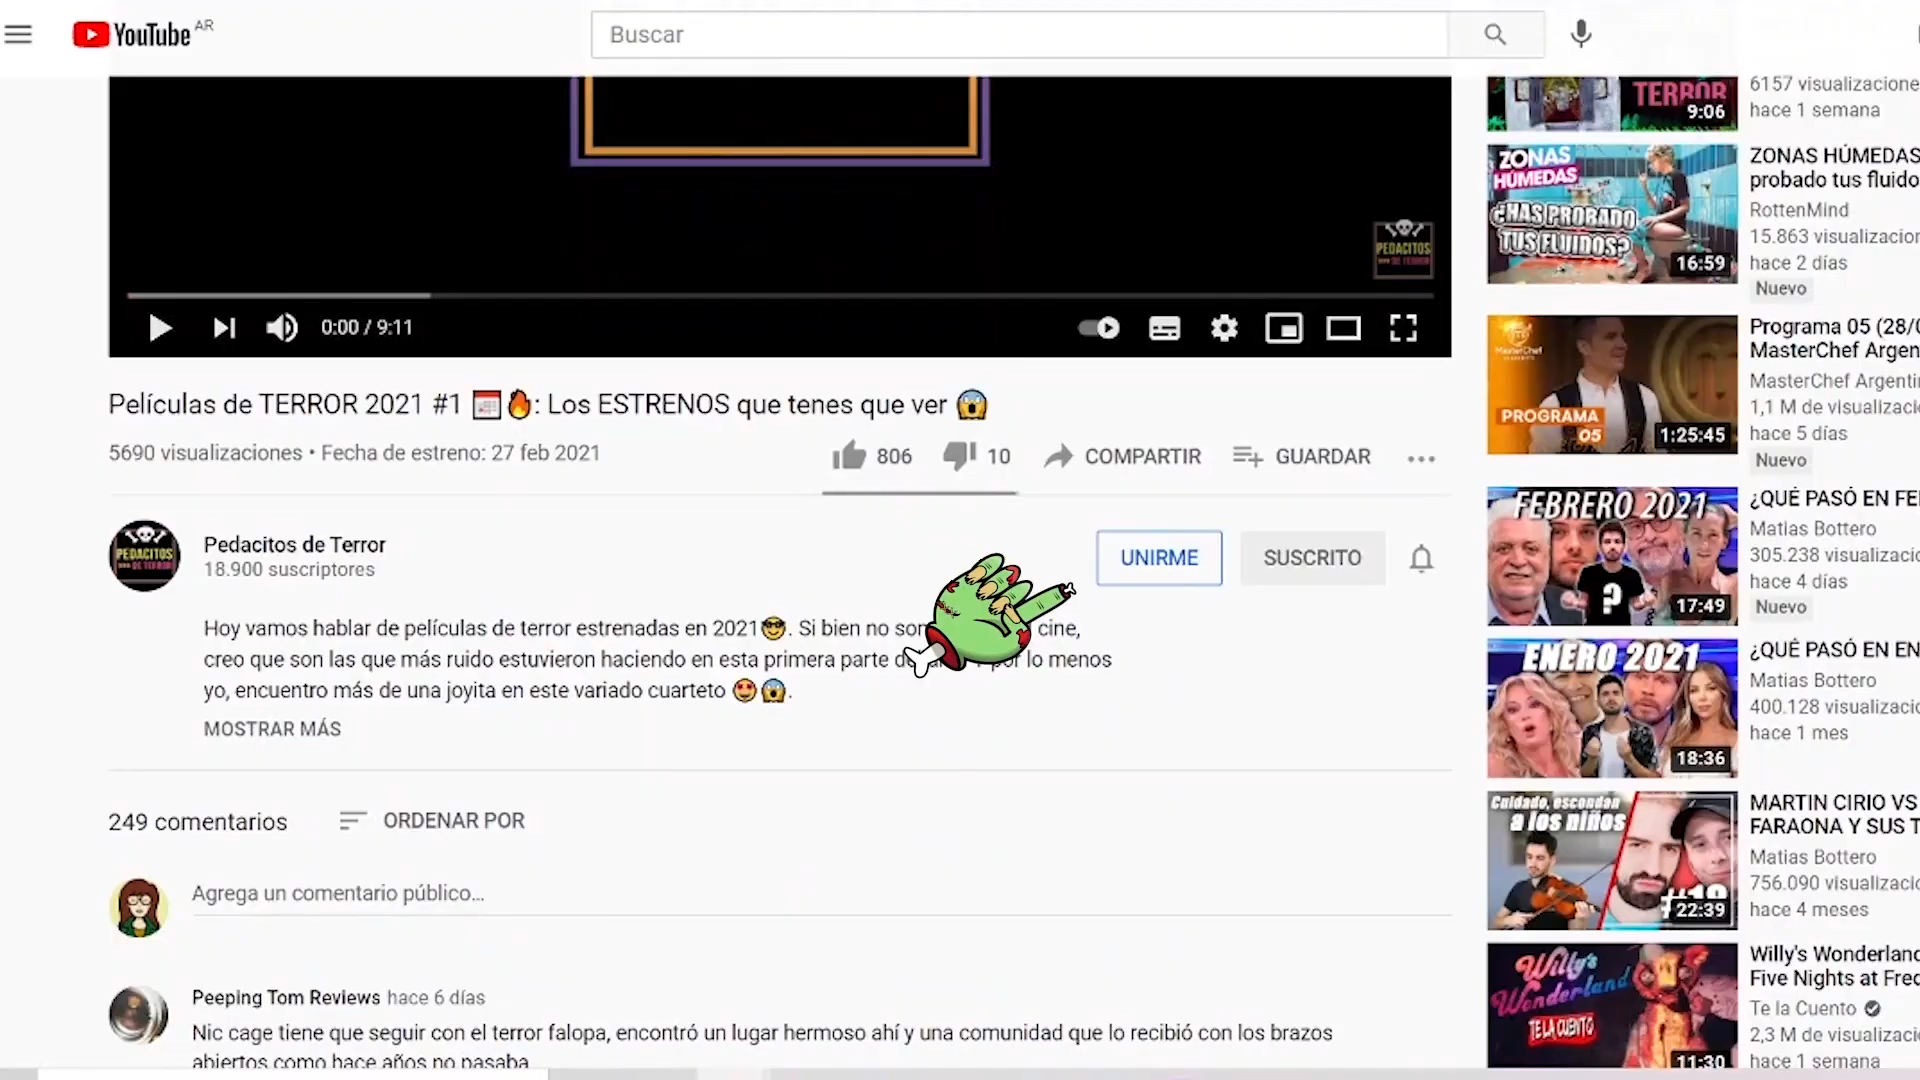 YouTube AR
Buscar
PEDACITOS
DE TERROR
0:00 / 9:11
Películas de TERROR 2021 #1 📅🔥: Los ESTRENOS que tenes que ver 😱
5690 visualizaciones • Fecha de estreno: 27 feb 2021
806
10
COMPARTIR
GUARDAR
PEDACITOS
DE TERROR
Pedacitos de Terror
18.900 suscriptores
UNIRME
SUSCRITO
Hoy vamos hablar de películas de terror estrenadas en 2021😎. Si bien no son cine,
creo que son las que más ruido estuvieron haciendo en esta primera parte lo menos
yo, encuentro más de una joyita en este variado cuarteto 😍😱.
MOSTRAR MÁS
249 comentarios
ORDENAR POR
Agrega un comentario público...
Peeping Tom Reviews hace 6 días
Nic cage tiene que seguir con el terror falopa, encontró un lugar hermoso ahí y una comunidad que lo recibió con los brazos
abiertos como hace años no pasaba
TERROR
9:06
6157 visualizacione
hace 1 semana
ZONAS
HÚMEDAS
¿HAS PROBADO
TUS FLUIDOS?
16:59
ZONAS HÚMEDAS
probado tus fluido
RottenMind
15.863 visualizacion
hace 2 días
Nuevo
MasterChef
PROGRAMA
05
1:25:45
Programa 05 (28/0
MasterChef Argen
MasterChef Argenti
1,1 M de visualizaci
hace 5 días
Nuevo
FEBRERO 2021
?
17:49
¿QUÉ PASÓ EN FE
Matias Bottero
305.238 visualizaci
hace 4 días
Nuevo
ENERO 2021
18:36
¿QUÉ PASÓ EN EN
Matias Bottero
400.128 visualizaci
hace 1 mes
Cuidado, escondan
a los niños
22:39
MARTIN CIRIO VS
FARAONA Y SUS T
Matias Bottero
756.090 visualizaci
hace 4 meses
Willy's
Wonderland
TE LA CUENTO
11:30
Willy's Wonderland
Five Nights at Fred
Te la Cuento
2,3 M de visualizaci
hace 1 semana